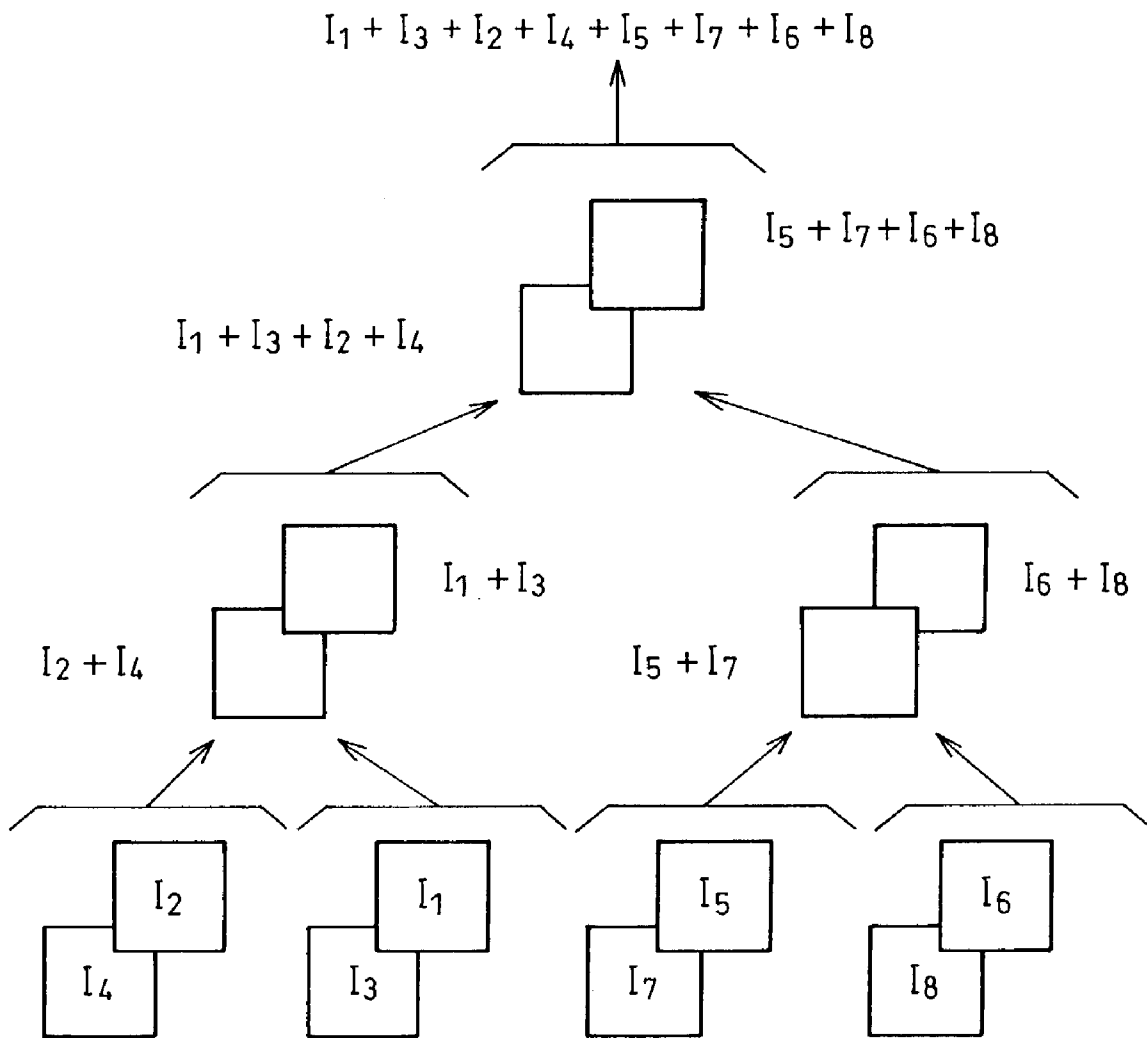 I₁ + I₃ + I₂ + I₄ + I₅ + I₇ + I₆ + I₈
I₅ + I₇ + I₆ + I₈
I₁ + I₃ + I₂ + I₄
I₁ + I₃
I₆ + I₈
I₂ + I₄
I₅ + I₇
I₂
I₁
I₅
I₆
I₄
I₃
I₇
I₈